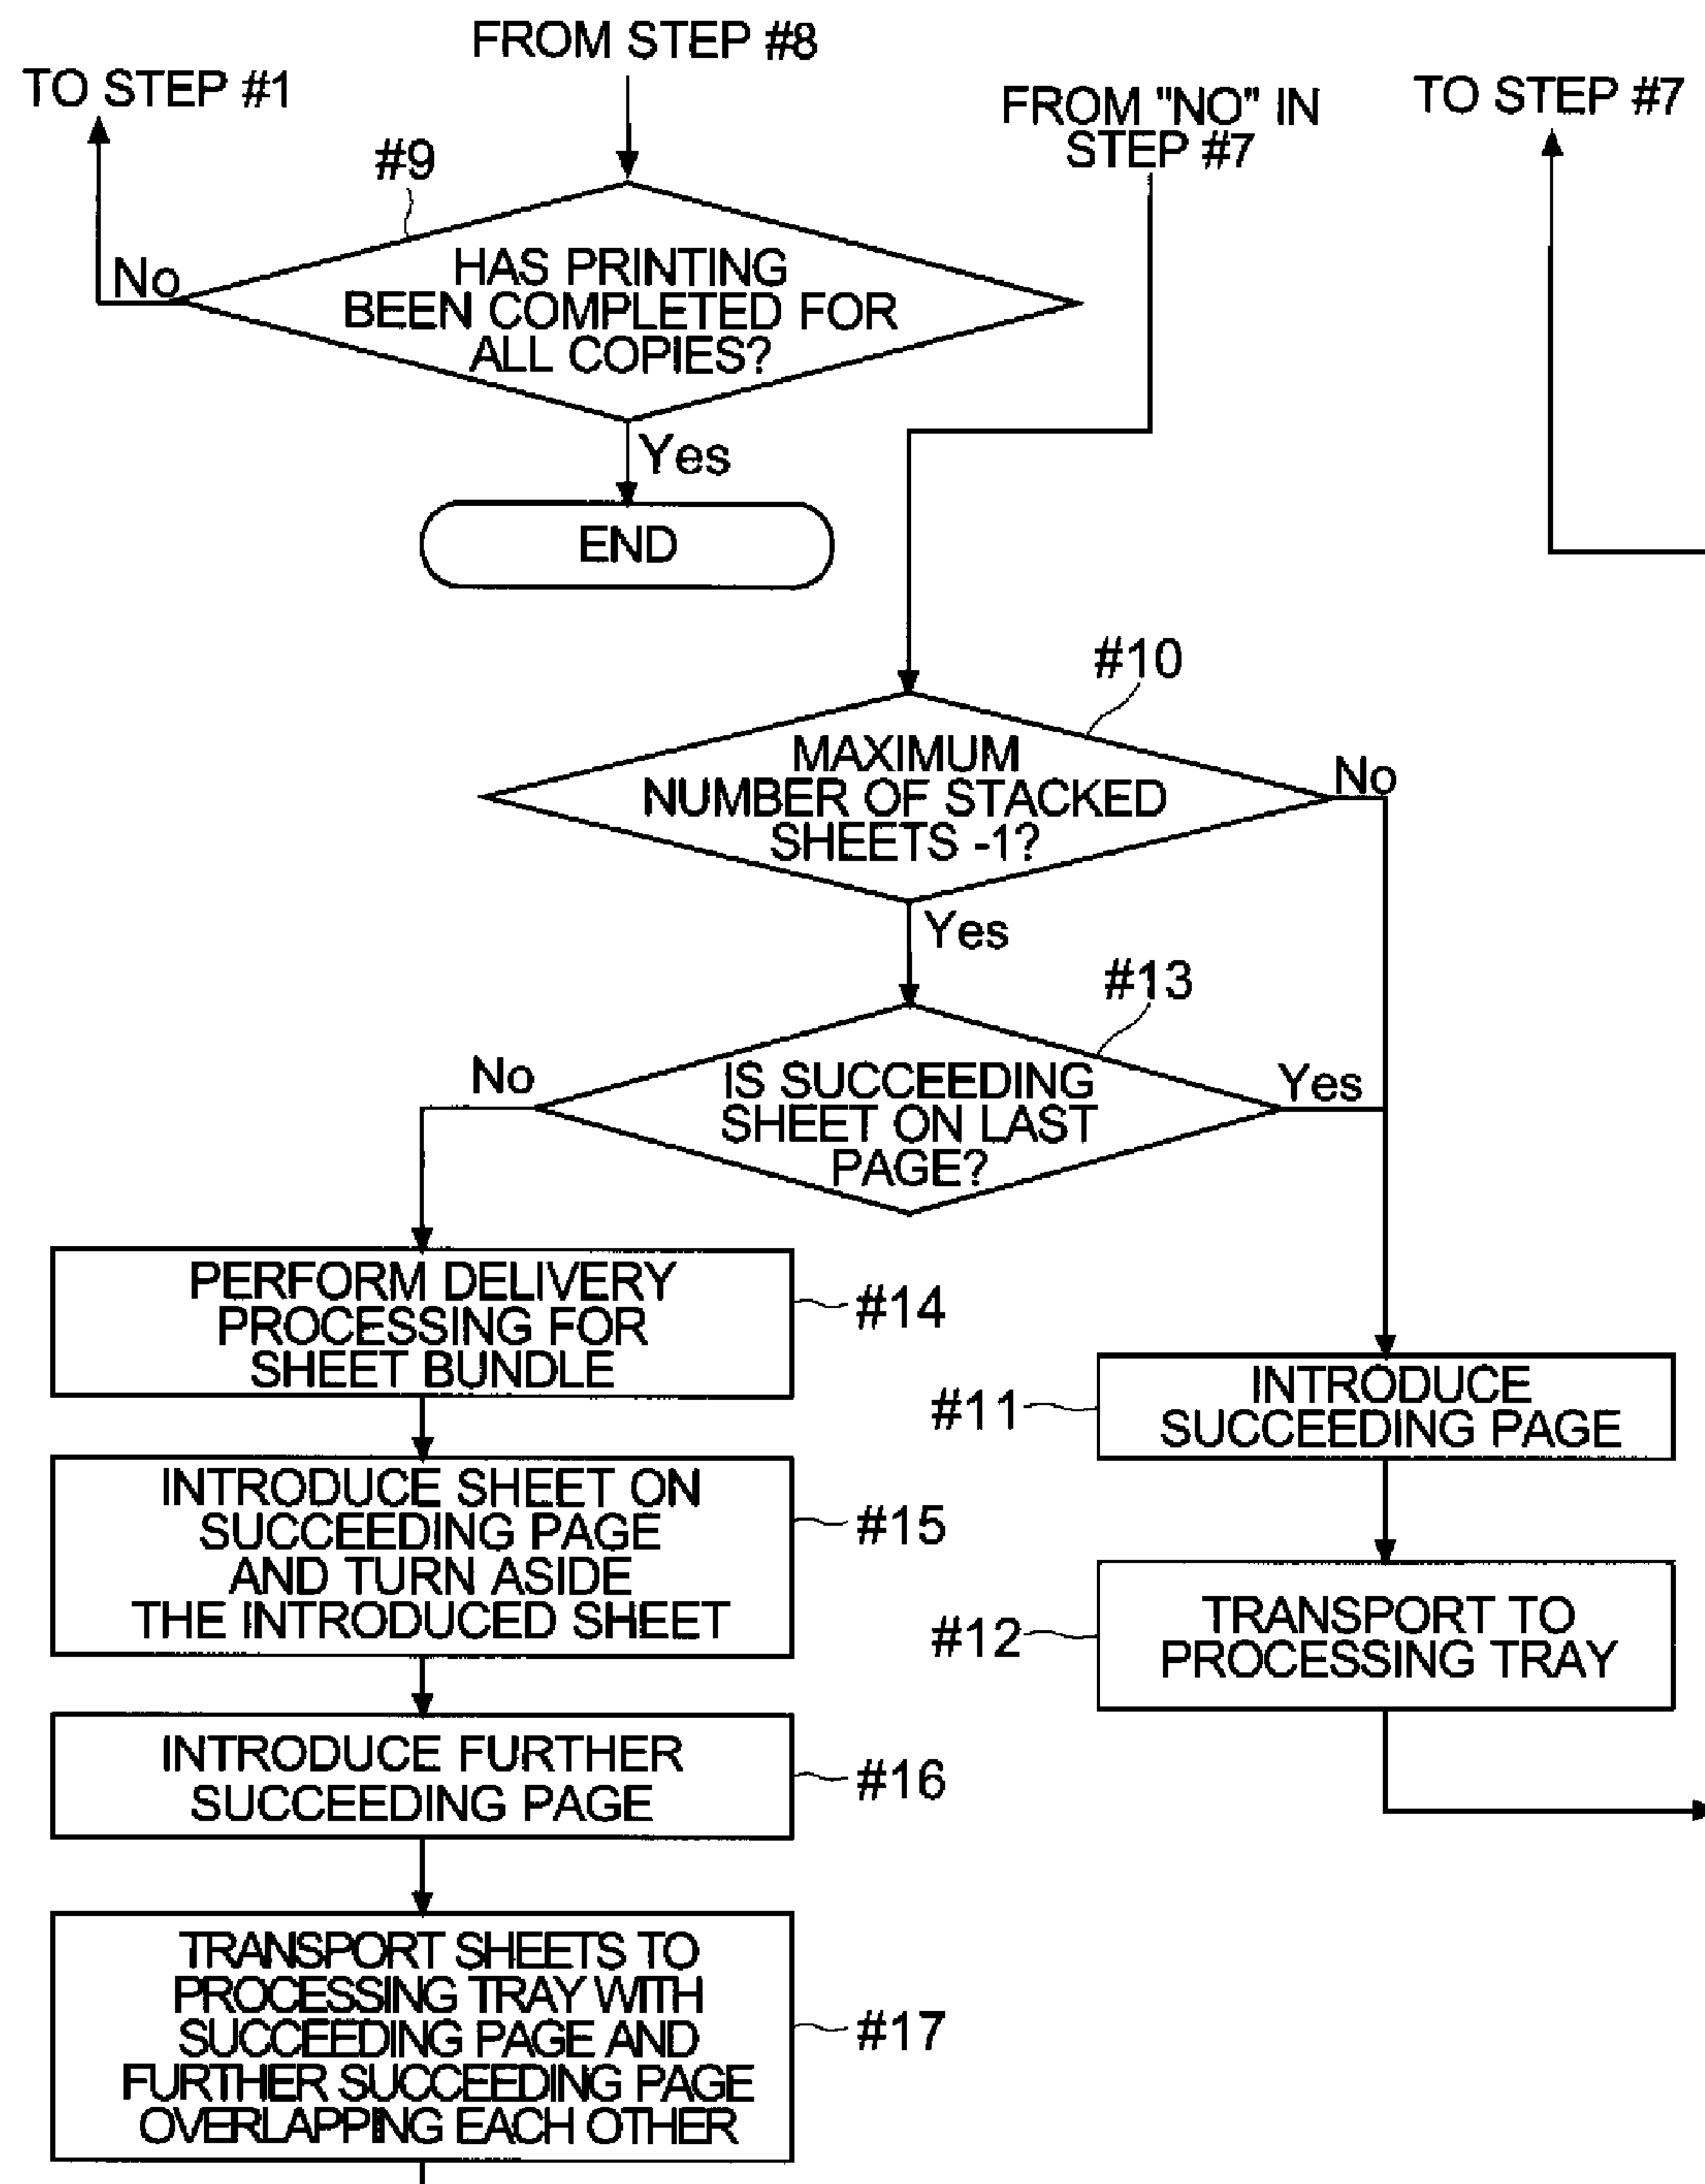 FROM STEP #8
TO STEP #1
FROM "NO" IN
STEP #7
TO STEP #7
#9
HAS PRINTING
BEEN COMPLETED FOR
ALL COPIES?
No
Yes
END
#10
MAXIMUM
NUMBER OF STACKED
SHEETS -1?
No
Yes
#13
IS SUCCEEDING
SHEET ON LAST
PAGE?
No
Yes
PERFORM DELIVERY
PROCESSING FOR
SHEET BUNDLE
#14
#11
INTRODUCE
SUCCEEDING PAGE
INTRODUCE SHEET ON
SUCCEEDING PAGE
AND TURN ASIDE
THE INTRODUCED SHEET
#15
#12
TRANSPORT TO
PROCESSING TRAY
INTRODUCE FURTHER
SUCCEEDING PAGE
#16
TRANSPORT SHEETS TO
PROCESSING TRAY WITH
SUCCEEDING PAGE AND
FURTHER SUCCEEDING PAGE
OVERLAPPING EACH OTHER
#17